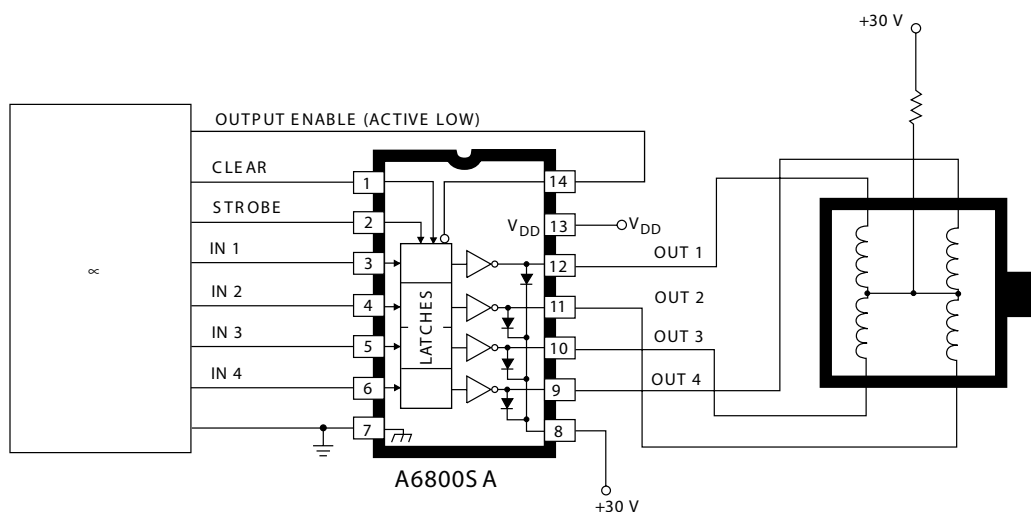 +30 V
OUTPUT ENABLE (ACTIVE LOW)
CLEAR
STROBE
IN 1
IN 2
IN 3
IN 4
∝
1
2
3
4
5
6
7
LATCHES
14
13
12
11
10
9
8
V_DD
V_DD
OUT 1
OUT 2
OUT 3
OUT 4
A6800SA
+30 V